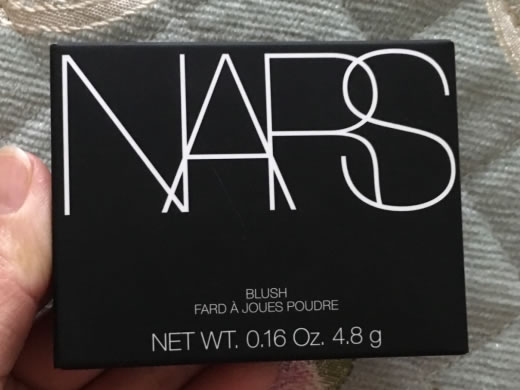 NARS
BLUSH
FARD À JOUES POUDRE
NET WT. 0.16 Oz. 4.8 g